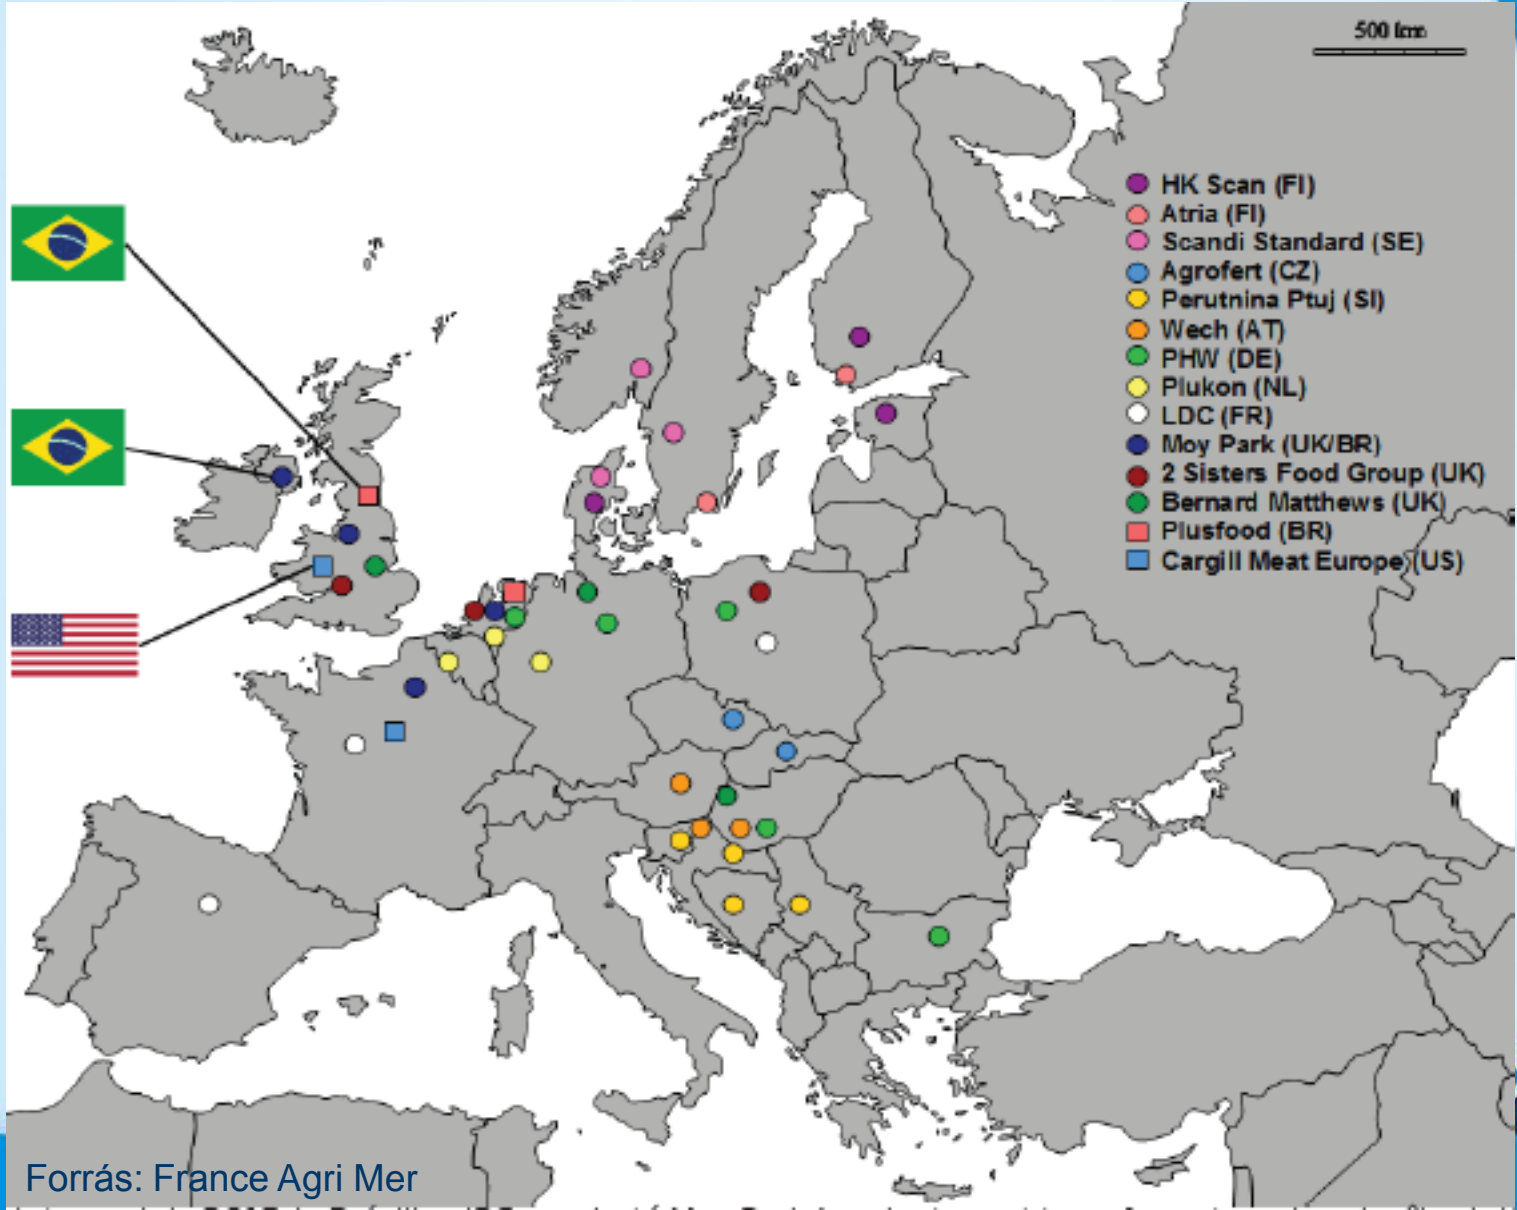 500 km
HK Scan (FI)
Atria (FI)
Scandi Standard (SE)
Agrofert (CZ)
Perutnina Ptuj (SI)
Wech (AT)
PHW (DE)
Plukon (NL)
LDC (FR)
Moy Park (UK/BR)
2 Sisters Food Group (UK)
Bernard Matthews (UK)
Plusfood (BR)
Cargill Meat Europe (US)
Forrás: France Agri Mer